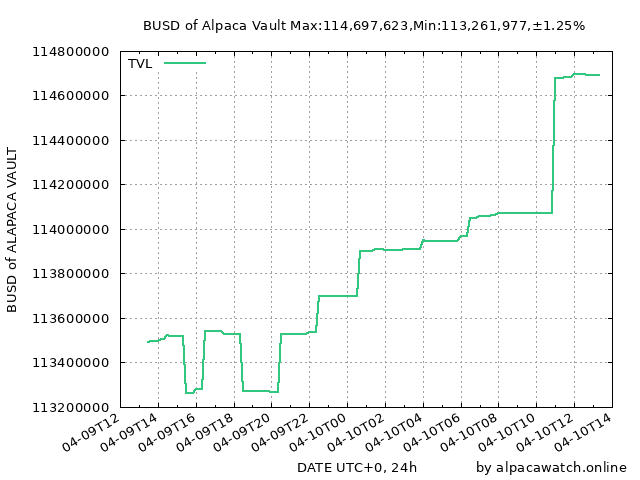 BUSD of Alpaca Vault Max:114,697,623,Min:113,261,977,±1.25%
TVL
114800000
114600000
114400000
114200000
114000000
113800000
113600000
113400000
113200000
BUSD of ALAPACA VAULT
04-09T12
04-09T14
04-09T16
04-09T18
04-09T20
04-09T22
04-10T00
04-10T02
04-10T04
04-10T06
04-10T08
04-10T10
04-10T12
04-10T14
DATE UTC+0, 24h
by alpacawatch.online